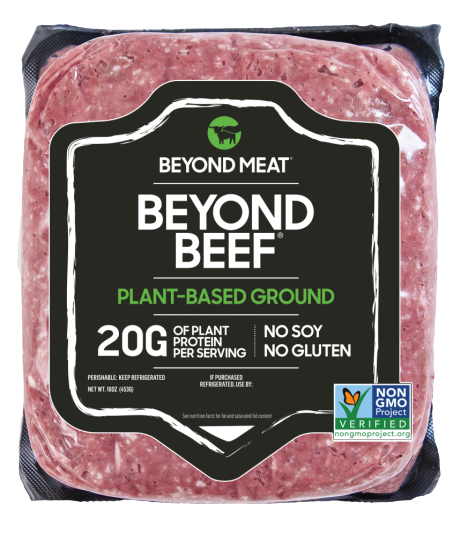 BEYOND MEAT®
BEYOND
BEEF®
PLANT-BASED GROUND
20G
OF PLANT
PROTEIN
PER SERVING
NO SOY
NO GLUTEN
PERISHABLE: KEEP REFRIGERATED
NET WT. 16OZ (453G)
IF PURCHASED
REFRIGERATED, USE BY:
See nutrition facts for fat and saturated fat content
NON
GMO
Project
VERIFIED
nongmoproject.org